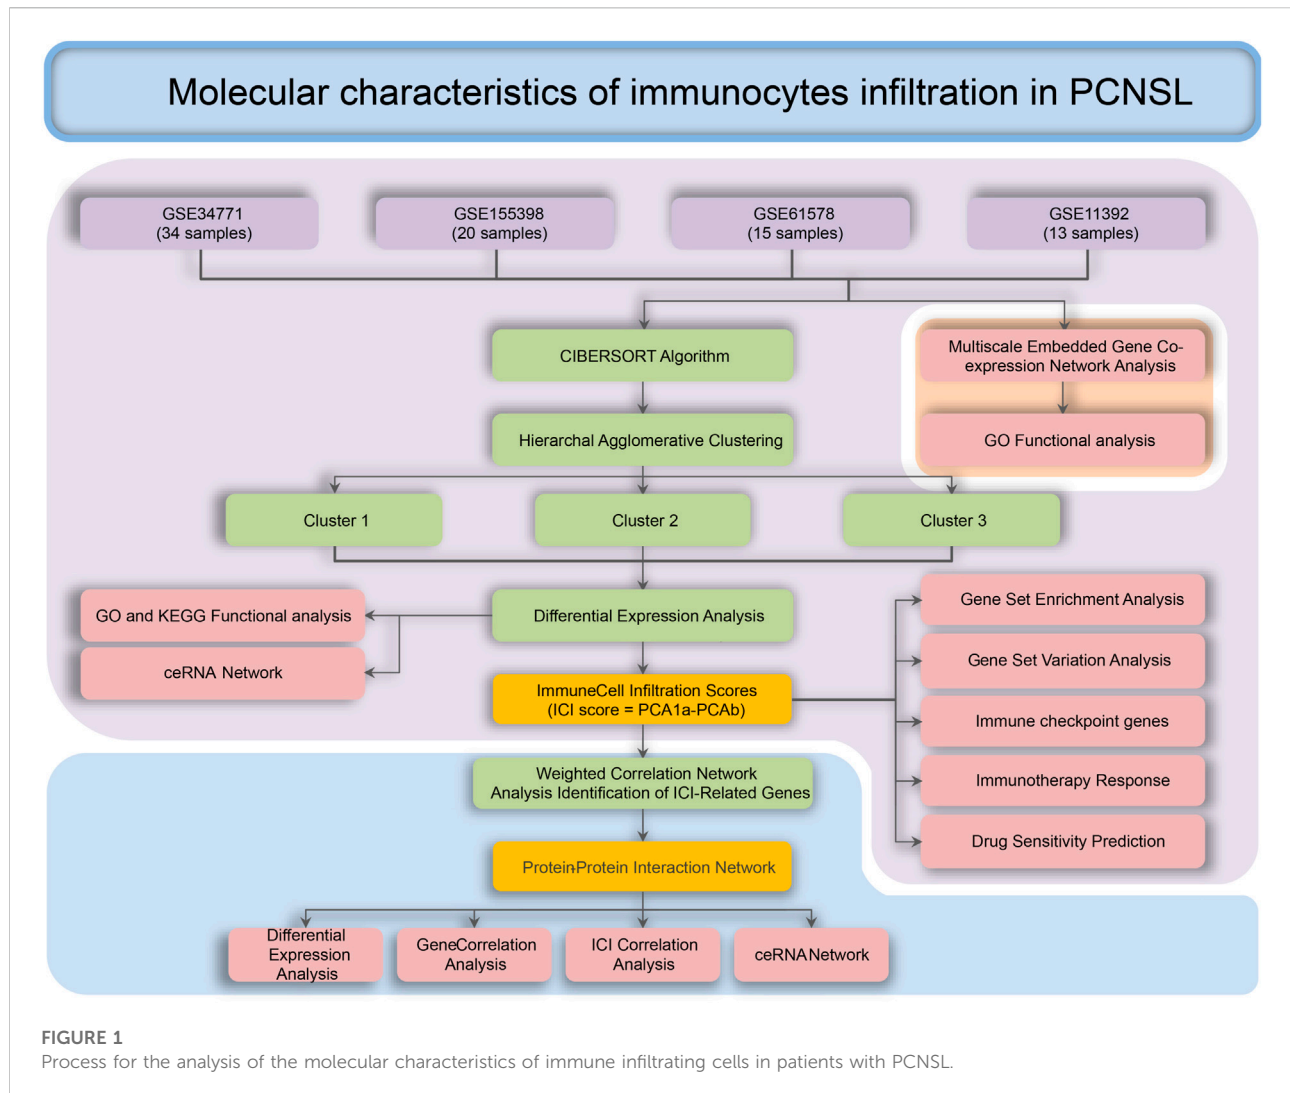 Molecular characteristics of immunocytes infiltration in PCNSL
GSE34771
(34 samples)
GSE155398
(20 samples)
GSE61578
(15 samples)
GSE11392
(13 samples)
CIBERSORT Algorithm
Multiscale Embedded Gene Co-
expression Network Analysis
Hierarchal Agglomerative Clustering
GO Functional analysis
Cluster 1
Cluster 2
Cluster 3
GO and KEGG Functional analysis
Differential Expression Analysis
Gene Set Enrichment Analysis
ceRNA Network
Gene Set Variation Analysis
ImmuneCell Infiltration Scores
(ICI score = PCA1a-PCAb)
Immune checkpoint genes
Weighted Correlation Network
Analysis Identification of ICI-Related Genes
Immunotherapy Response
Drug Sensitivity Prediction
Protein-Protein Interaction Network
Differential
Expression
Analysis
GeneCorrelation
Analysis
ICI Correlation
Analysis
ceRNA Network
FIGURE 1
Process for the analysis of the molecular characteristics of immune infiltrating cells in patients with PCNSL.